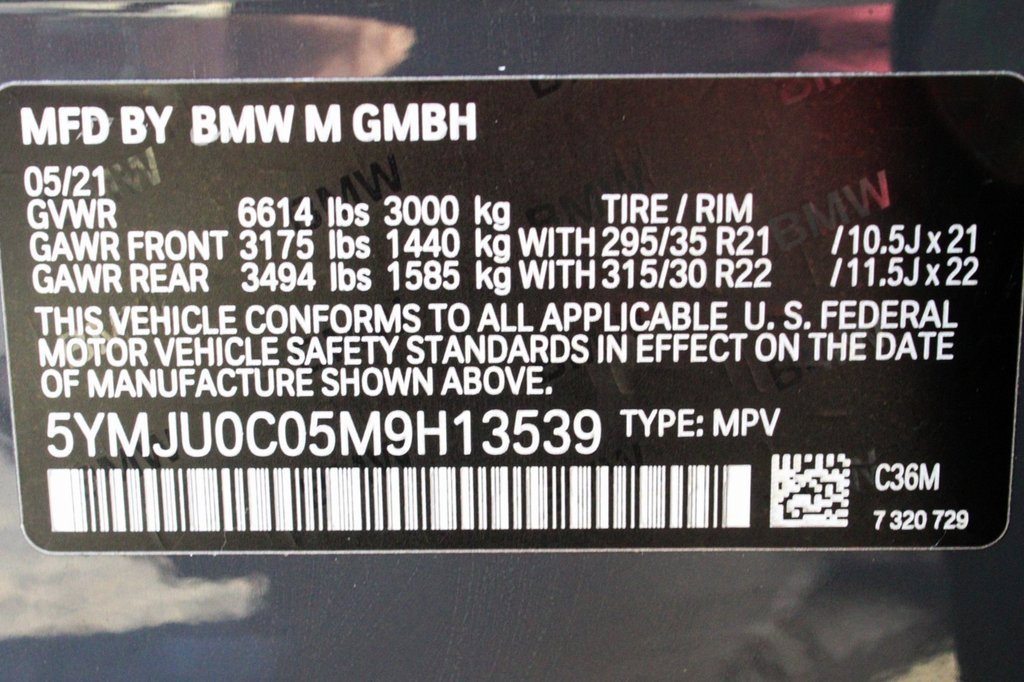 MFD BY BMW M GMBH
05/21
GVWR 6614 lbs 3000 kg TIRE / RIM
GAWR FRONT 3175 lbs 1440 kg WITH 295/35 R21 /10.5J x 21
GAWR REAR 3494 lbs 1585 kg WITH 315/30 R22 /11.5J x 22
THIS VEHICLE CONFORMS TO ALL APPLICABLE U. S. FEDERAL
MOTOR VEHICLE SAFETY STANDARDS IN EFFECT ON THE DATE
OF MANUFACTURE SHOWN ABOVE.
5YMJU0C05M9H13539 TYPE: MPV
C36M
7 320 729